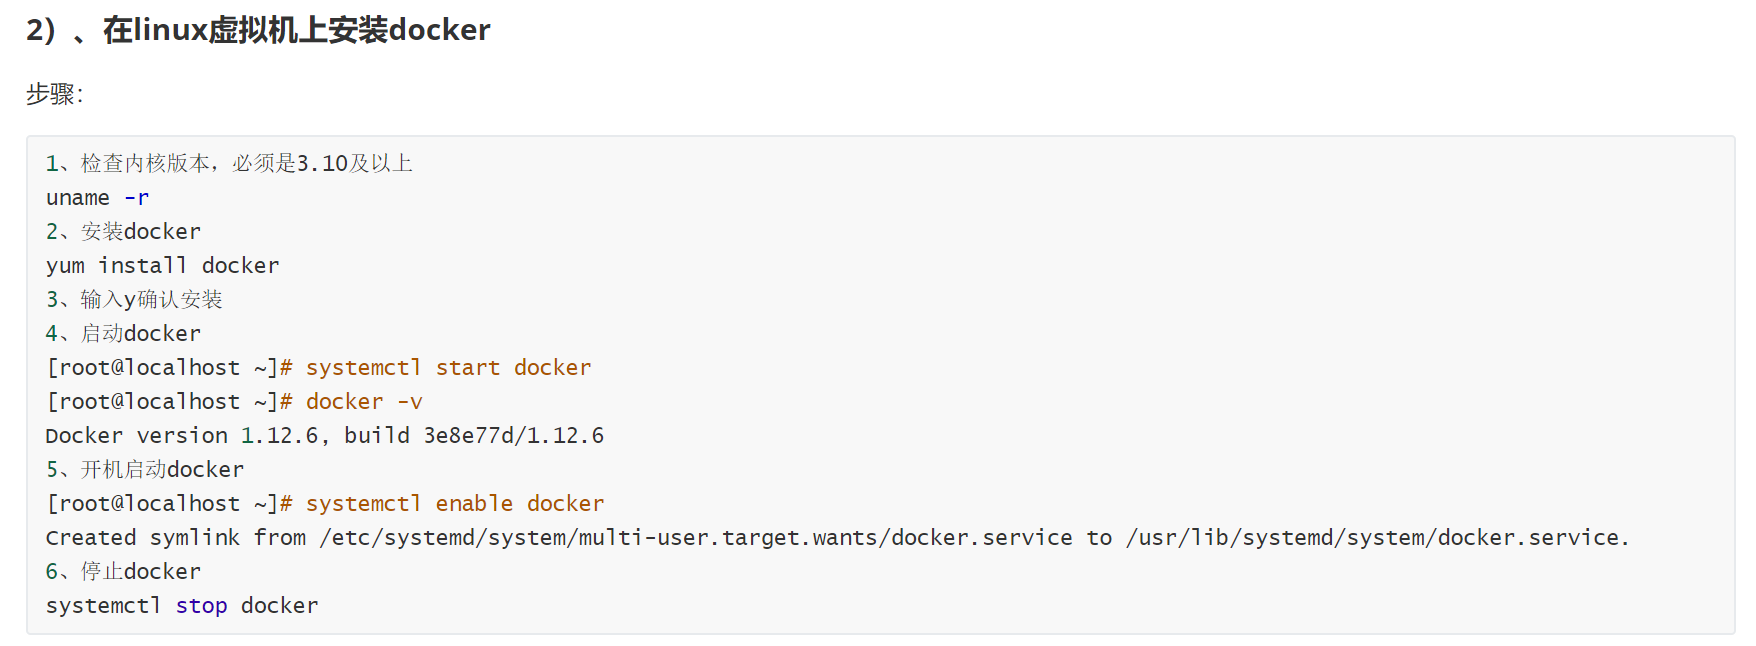 2）、在linux虚拟机上安装docker
步骤：
1、检查内核版本，必须是3.10及以上
uname -r
2、安装docker
yum install docker
3、输入y确认安装
4、启动docker
[root@localhost ~]# systemctl start docker
[root@localhost ~]# docker -v
Docker version 1.12.6, build 3e8e77d/1.12.6
5、开机启动docker
[root@localhost ~]# systemctl enable docker
Created symlink from /etc/systemd/system/multi-user.target.wants/docker.service to /usr/lib/systemd/system/docker.service.
6、停止docker
systemctl stop docker